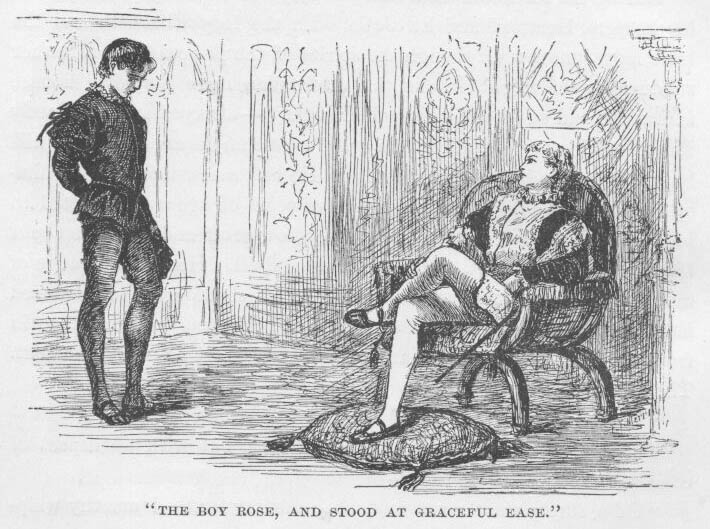 "THE BOY ROSE, AND STOOD AT GRACEFUL EASE."